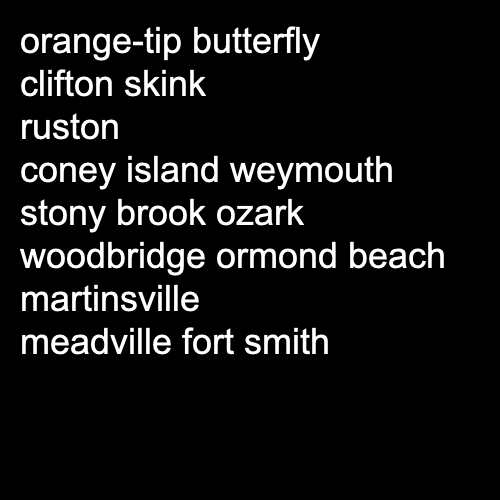 orange-tip butterfly
clifton skink
ruston
coney island weymouth
stony brook ozark
woodbridge ormond beach
martinsville
meadville fort smith